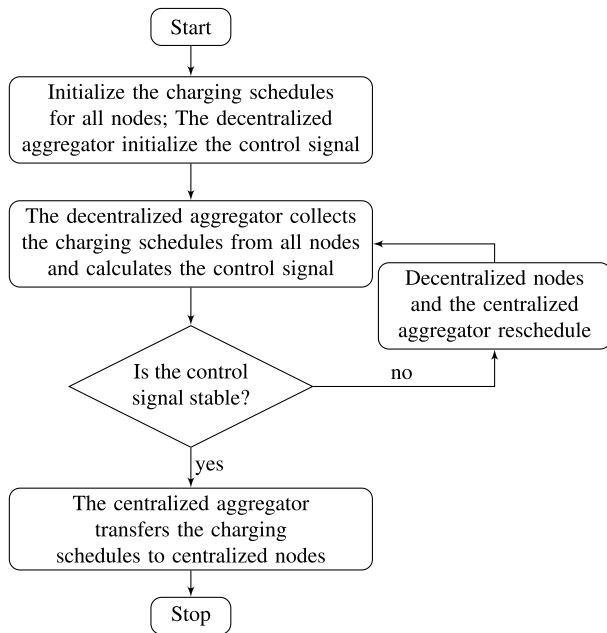 Start
Initialize the charging schedules
for all nodes; The decentralized
aggregator initialize the control signal
The decentralized aggregator collects
the charging schedules from all nodes
and calculates the control signal
Decentralized nodes
and the centralized
aggregator reschedule
Is the control
signal stable?
no
yes
The centralized aggregator
transfers the charging
schedules to centralized nodes
Stop